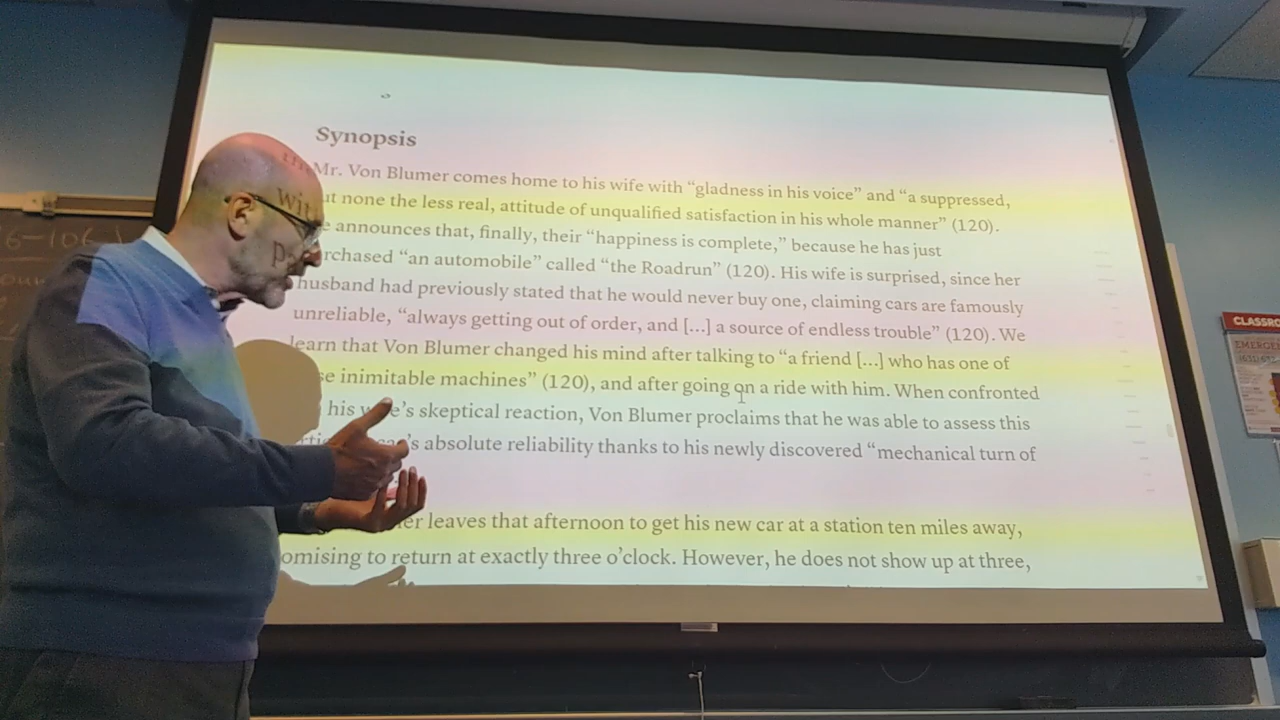 Synopsis
Mr. Von Blumer comes home to his wife with “gladness in his voice” and “a suppressed,
none the less real, attitude of unqualified satisfaction in his whole manner” (120).
announces that, finally, their “happiness is complete,” because he has just
“an automobile” called “the Roadrun” (120). His wife is surprised, since her
husband had previously stated that he would never buy one, claiming cars are famously
unreliable, “always getting out of order, and [...] a source of endless trouble” (120). We
learn that Von Blumer changed his mind after talking to “a friend [...] who has one of
inimitable machines” (120), and after going on a ride with him. When confronted
his skeptical reaction, Von Blumer proclaims that he was able to assess this
absolute reliability thanks to his newly discovered “mechanical turn of
leaves that afternoon to get his new car at a station ten miles away,
omising to return at exactly three o’clock. However, he does not show up at three,
CLASSRO